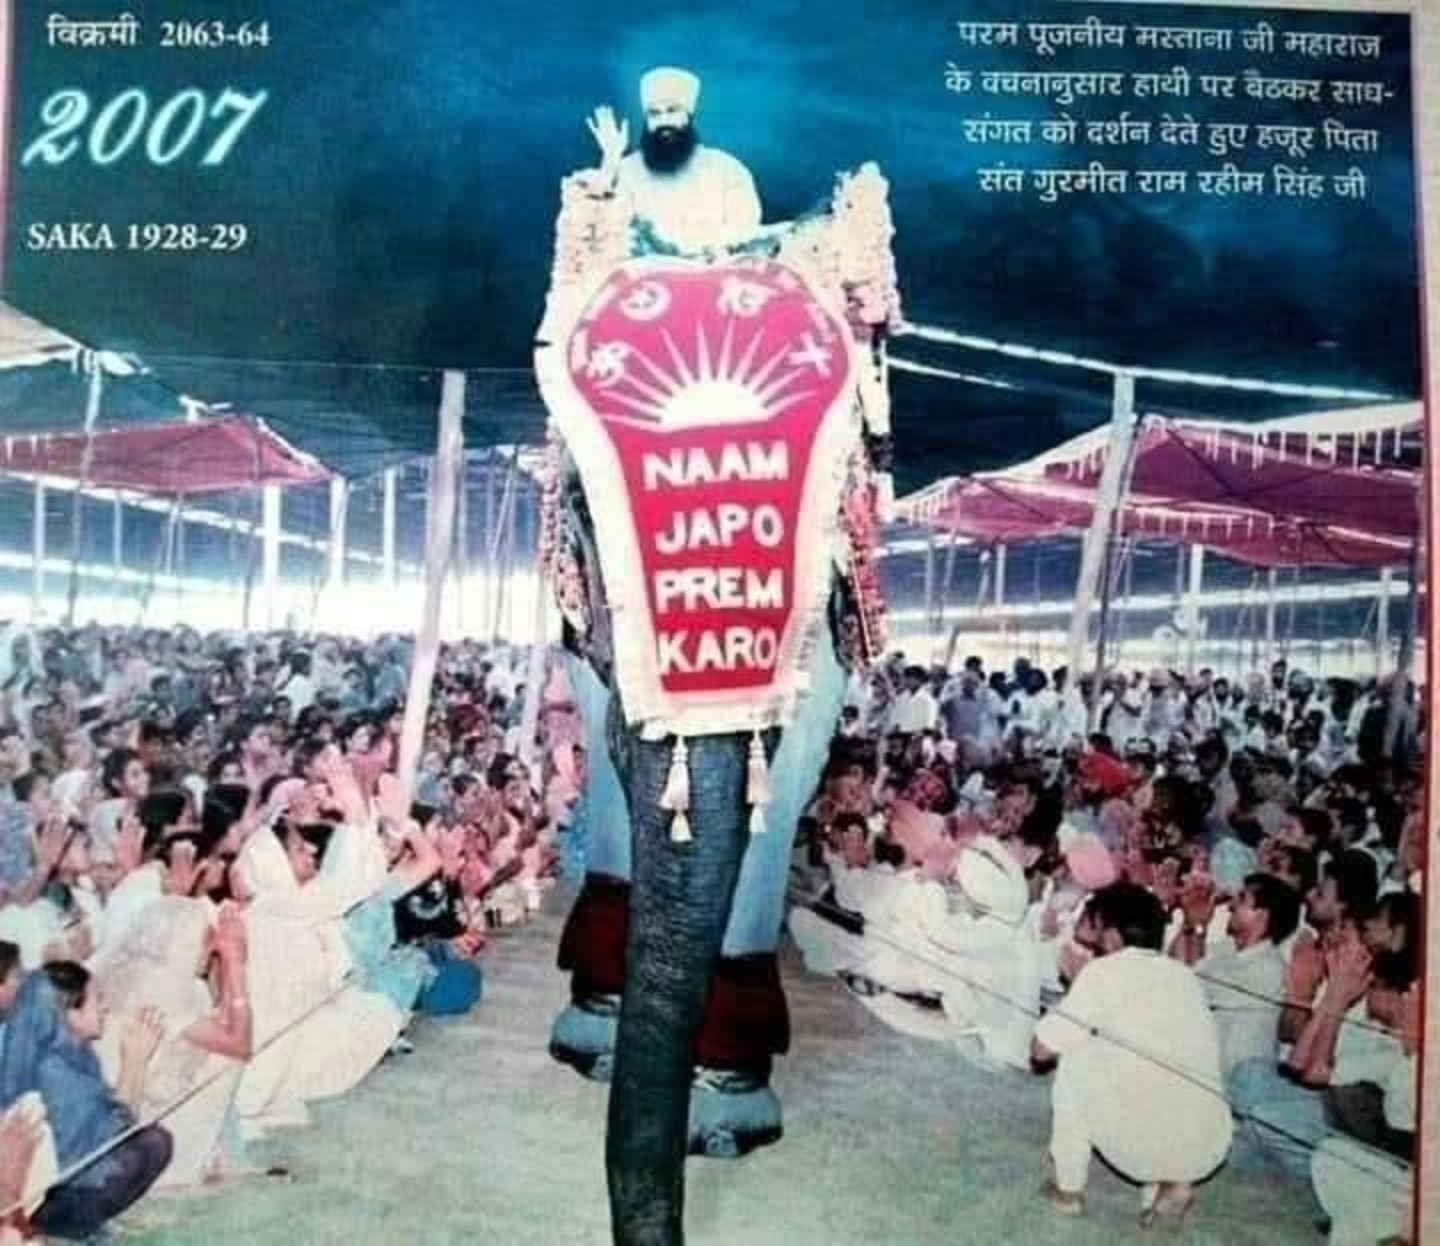 विक्रमी 2063-64
2007
SAKA 1928-29
परम पूजनीय मस्ताना जी महाराज
के वचनानुसार हाथी पर बैठकर साध-
संगत को दर्शन देते हुए हजूर पिता
संत गुरमीत राम रहीम सिंह जी
NAAM
JAPO
PREM
KARO